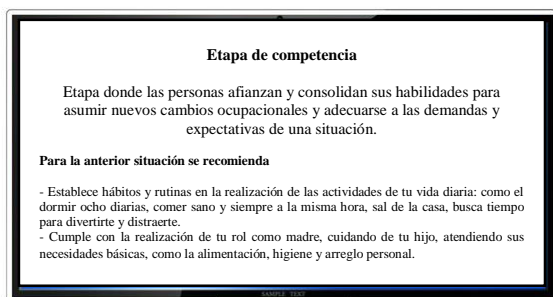 Etapa de competencia
Etapa donde las personas afianzan y consolidan sus habilidades para
asumir nuevos cambios ocupacionales y adecuarse a las demandas y
expectativas de una situación.
Para la anterior situación se recomienda
- Establece hábitos y rutinas en la realización de las actividades de tu vida diaria: como el
dormir ocho diarias, comer sano y siempre a la misma hora, sal de la casa, busca tiempo
para divertirte y distraerte.
- Cumple con la realización de tu rol como madre, cuidando de tu hijo, atendiendo sus
necesidades básicas, como la alimentación, higiene y arreglo personal.
SAMPLE TEXT